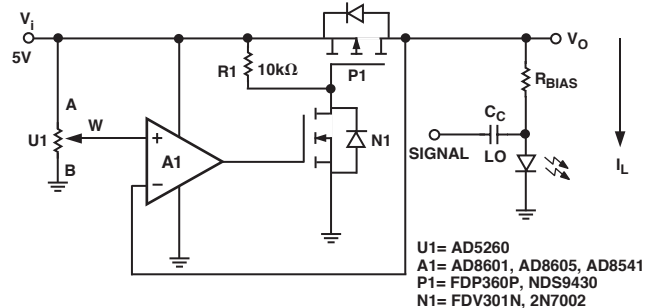 Vi
5V
A
U1
W
B
R1
10kΩ
P1
+
A1
−
N1
VO
RBIAS
CC
SIGNAL
LO
IL
U1= AD5260
A1= AD8601, AD8605, AD8541
P1= FDP360P, NDS9430
N1= FDV301N, 2N7002